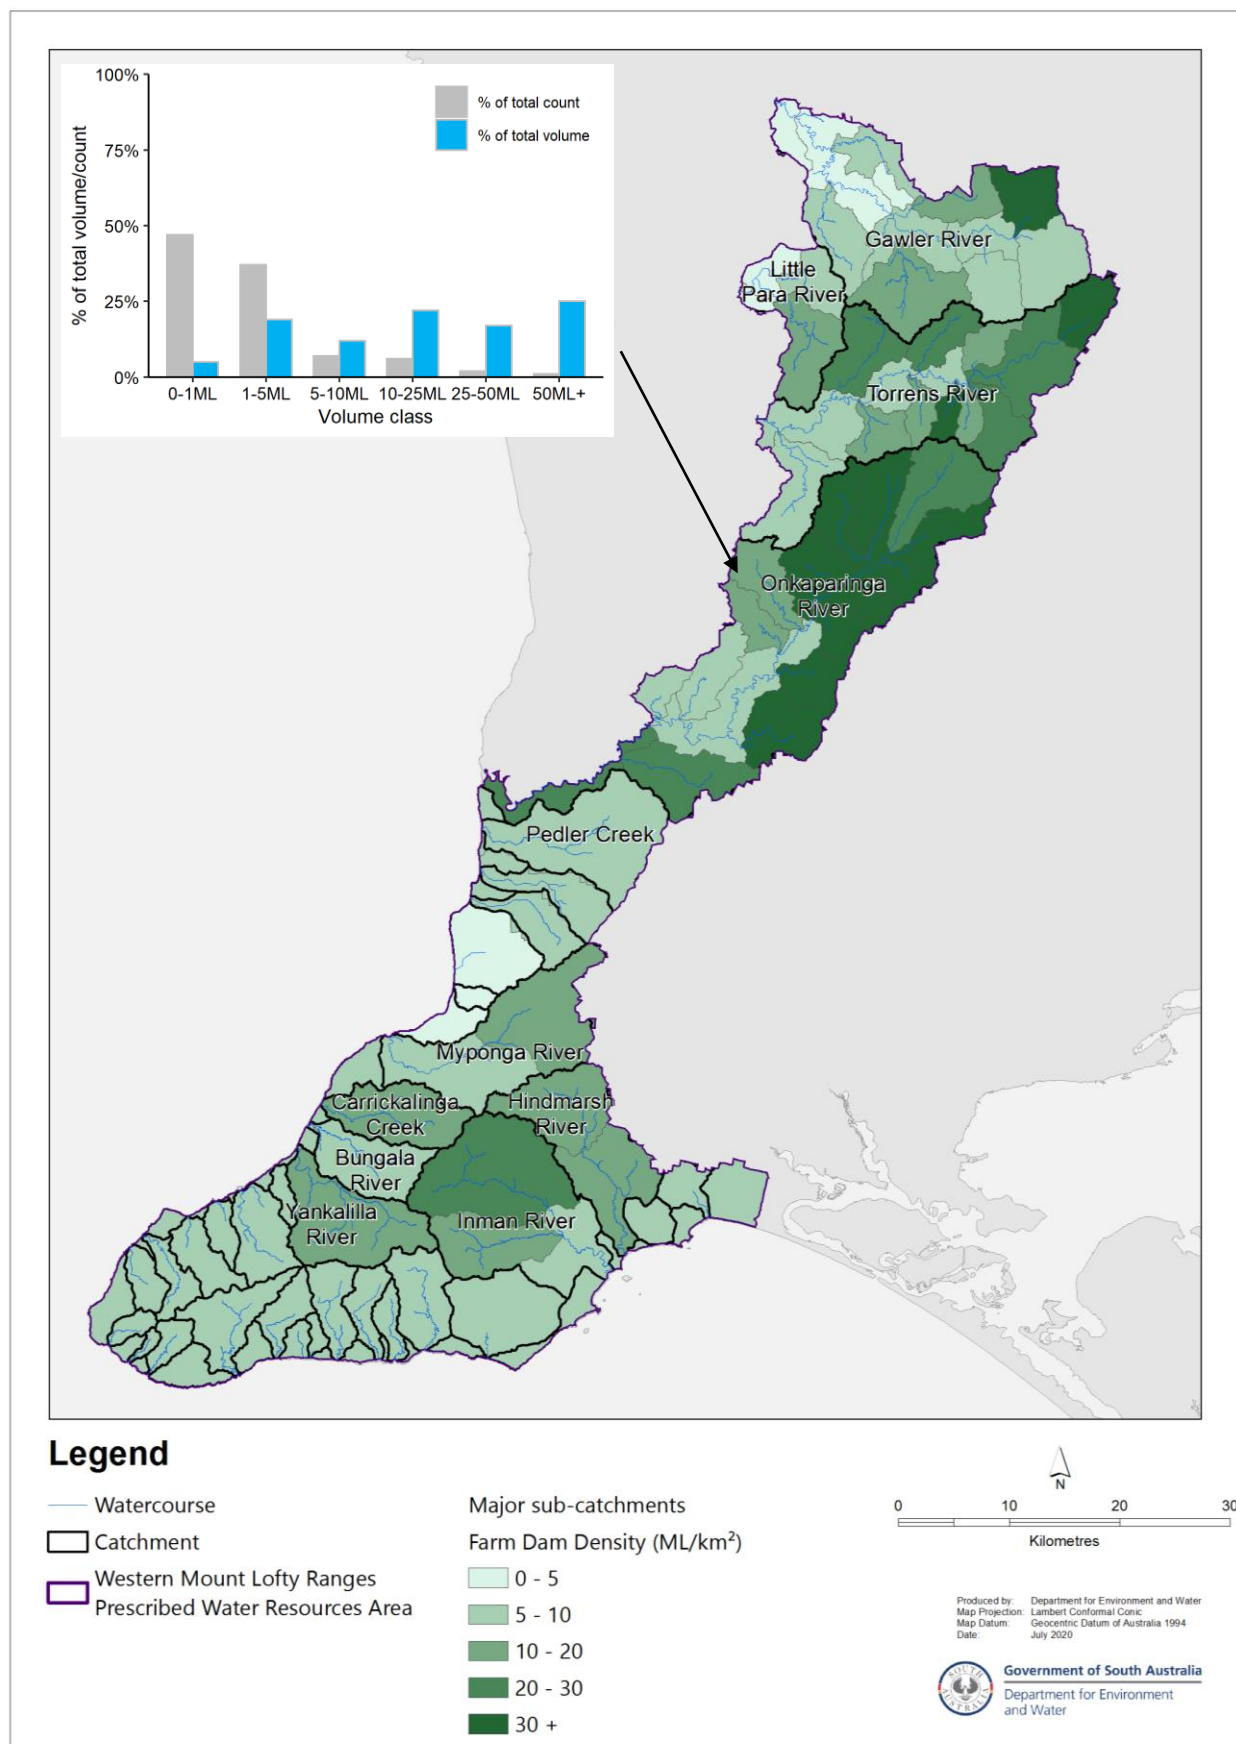 100%
75%
50%
25%
0%
% of total volume/count
% of total count
% of total volume
0-1ML 1-5ML 5-10ML 10-25ML 25-50ML 50ML+
Volume class
Gawler River
Little
Para River
Torrens River
Onkaparinga
River
Pedler Creek
Myponga River
Carrickalinga
Creek
Hindmarsh
River
Bungala
River
Yankalilla
River
Inman River
Legend
Watercourse
Catchment
Western Mount Lofty Ranges
Prescribed Water Resources Area
Major sub-catchments
Farm Dam Density (ML/km²)
0 - 5
5 - 10
10 - 20
20 - 30
30 +
N
0 10 20 30
Kilometres
Produced by: Department for Environment and Water
Map Projection: Lambert Conformal Conic
Map Datum: Geocentric Datum of Australia 1994
Date: July 2020
SOUTH
AUSTRALIA
Government of South Australia
Department for Environment
and Water